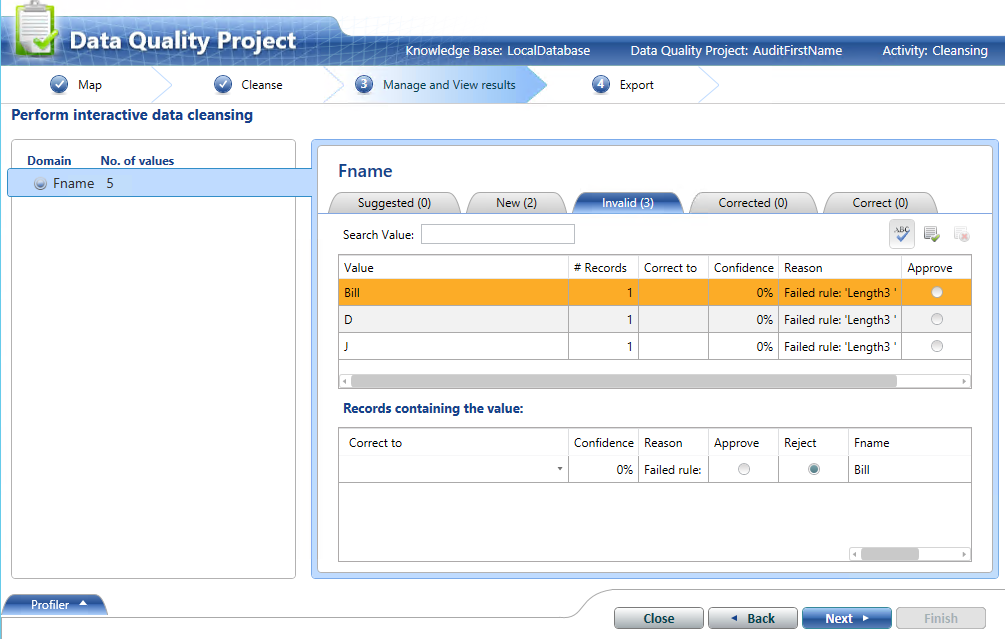 Data Quality Project
Knowledge Base: LocalDatabase Data Quality Project: AuditFirstName Activity: Cleansing
Map Cleanse 3 Manage and View results 4 Export
Perform interactive data cleansing
Domain No. of values
Fname 5
Fname
Suggested (0) New (2) Invalid (3) Corrected (0) Correct (0)
Search Value: ABC
Value # Records Correct to Confidence Reason Approve
Bill 1 0% Failed rule: 'Length3 '
D 1 0% Failed rule: 'Length3 '
J 1 0% Failed rule: 'Length3 '
Records containing the value:
Correct to Confidence Reason Approve Reject Fname
0% Failed rule: Bill
Profiler
Close Back Next Finish